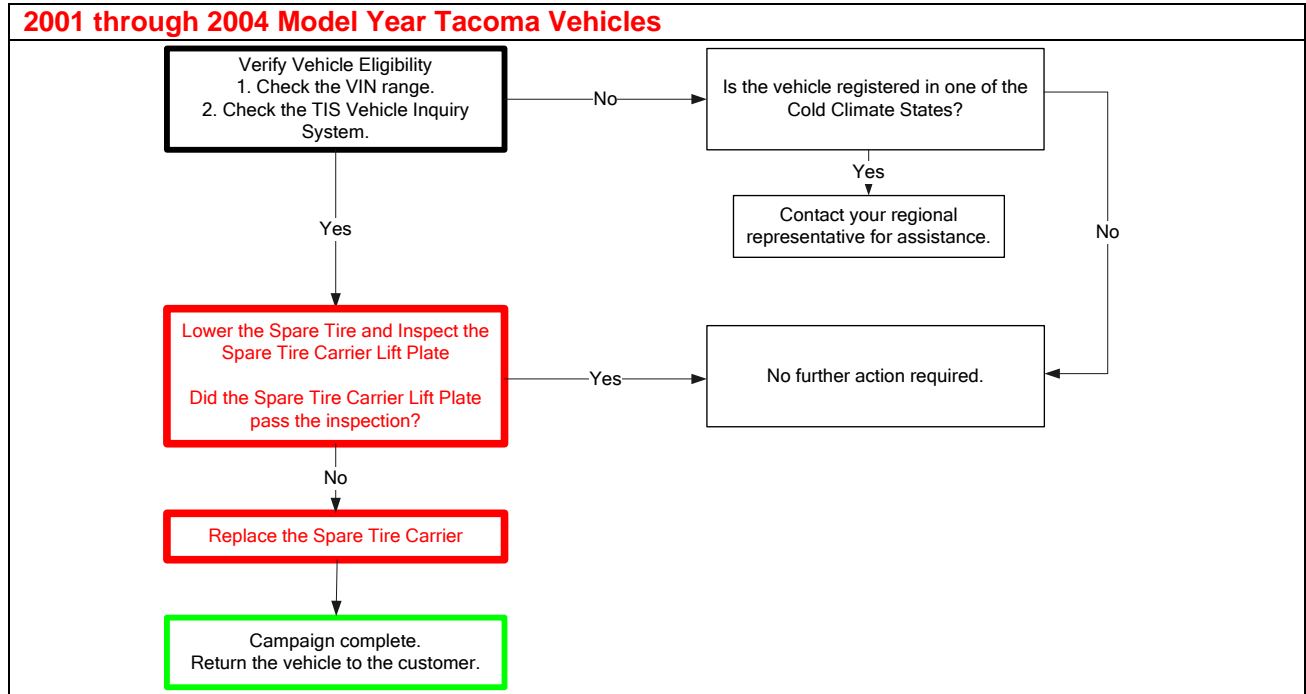 2001 through 2004 Model Year Tacoma Vehicles
Verify Vehicle Eligibility
1. Check the VIN range.
2. Check the TIS Vehicle Inquiry
System.
No
Is the vehicle registered in one of the
Cold Climate States?
Yes
Contact your regional
representative for assistance.
No
Yes
Lower the Spare Tire and Inspect the
Spare Tire Carrier Lift Plate
Did the Spare Tire Carrier Lift Plate
pass the inspection?
Yes
No further action required.
No
Replace the Spare Tire Carrier
Campaign complete.
Return the vehicle to the customer.